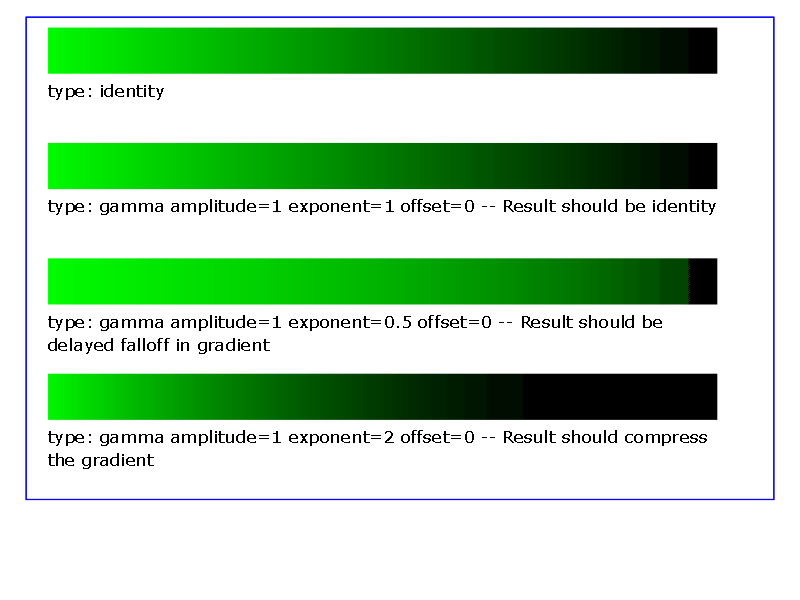 type: identity
type: gamma amplitude=1 exponent=1 offset=0 -- Result should be identity
type: gamma amplitude=1 exponent=0.5 offset=0 -- Result should be
delayed falloff in gradient
type: gamma amplitude=1 exponent=2 offset=0 -- Result should compress
the gradient